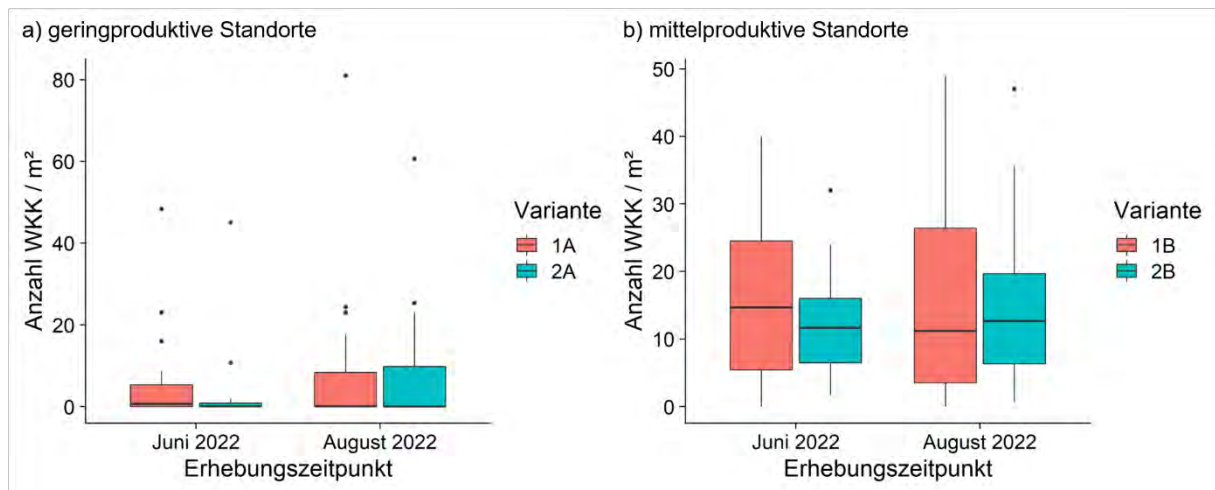 a) geringproduktive Standorte
Anzahl WKK / m²
80
60
40
20
0
Juni 2022
August 2022
Erhebungszeitpunkt
Variante
1A
2A
b) mittelproduktive Standorte
Anzahl WKK / m²
50
40
30
20
10
0
Juni 2022
August 2022
Erhebungszeitpunkt
Variante
1B
2B